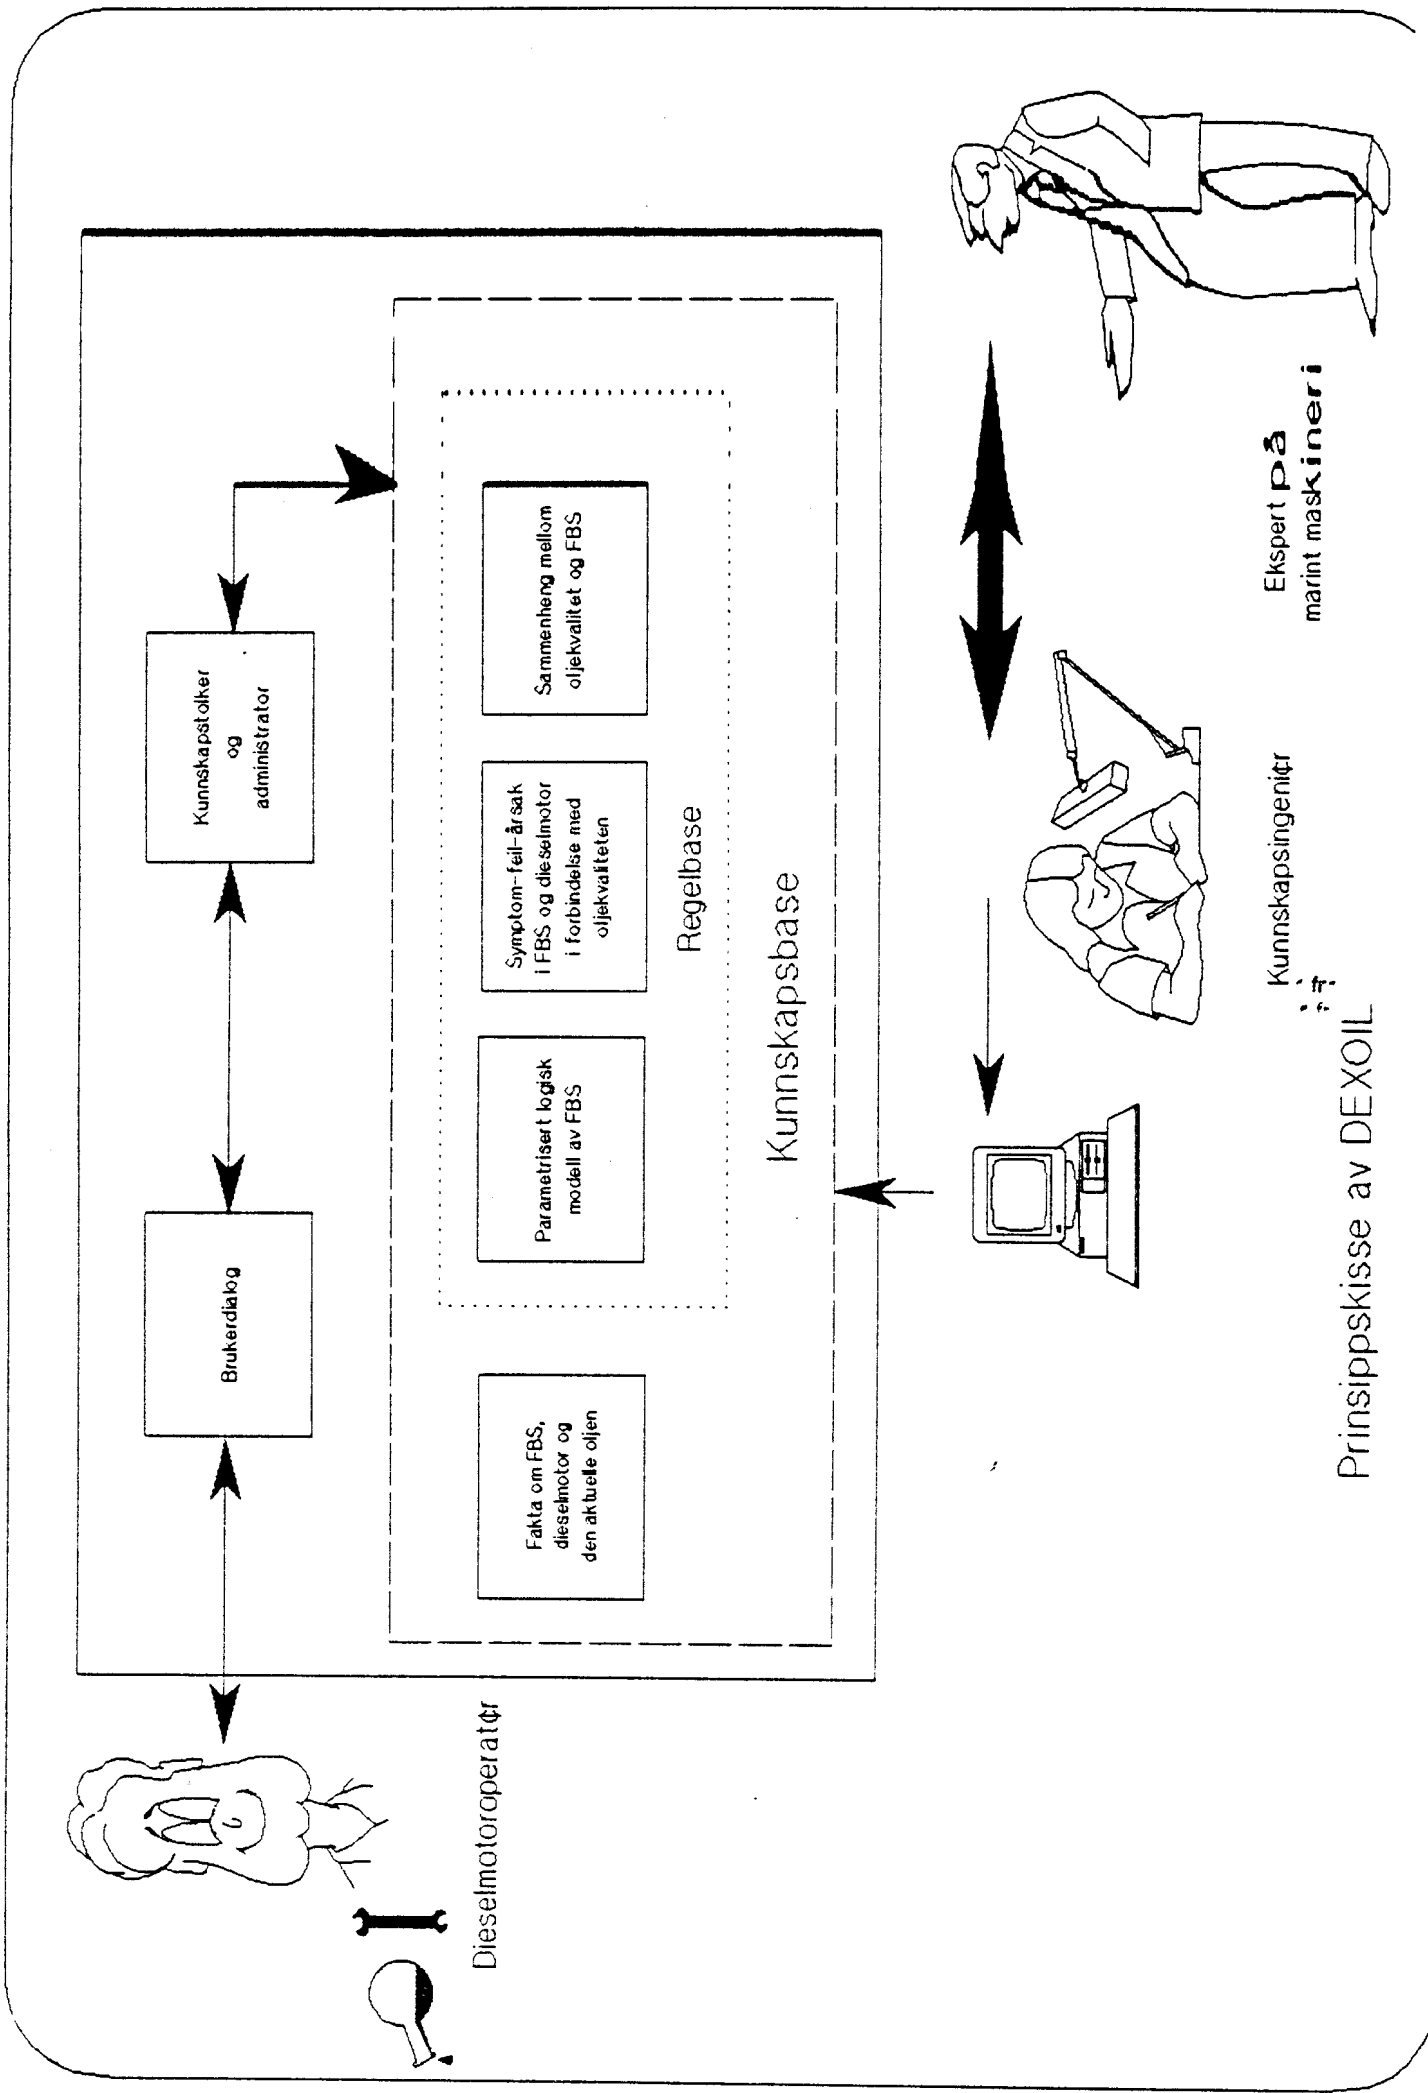 Brukerdialog
Kunnskapstolker
og
administrator
Fakta om FBS,
dieselmotor og
den aktuelle oljen
Parametrisert logisk
modell av FBS
Symptom-feil-årsak
i FBS og dieselmotor
i forbindelse med
oljekvaliteten
Sammenheng mellom
oljekvalitet og FBS
Regelbase
Kunnskapsbase
Dieselmotoroperatør
Kunnskapsingeniør
Ekspert på
marint maskineri
Prinsippskisse av DEXOIL